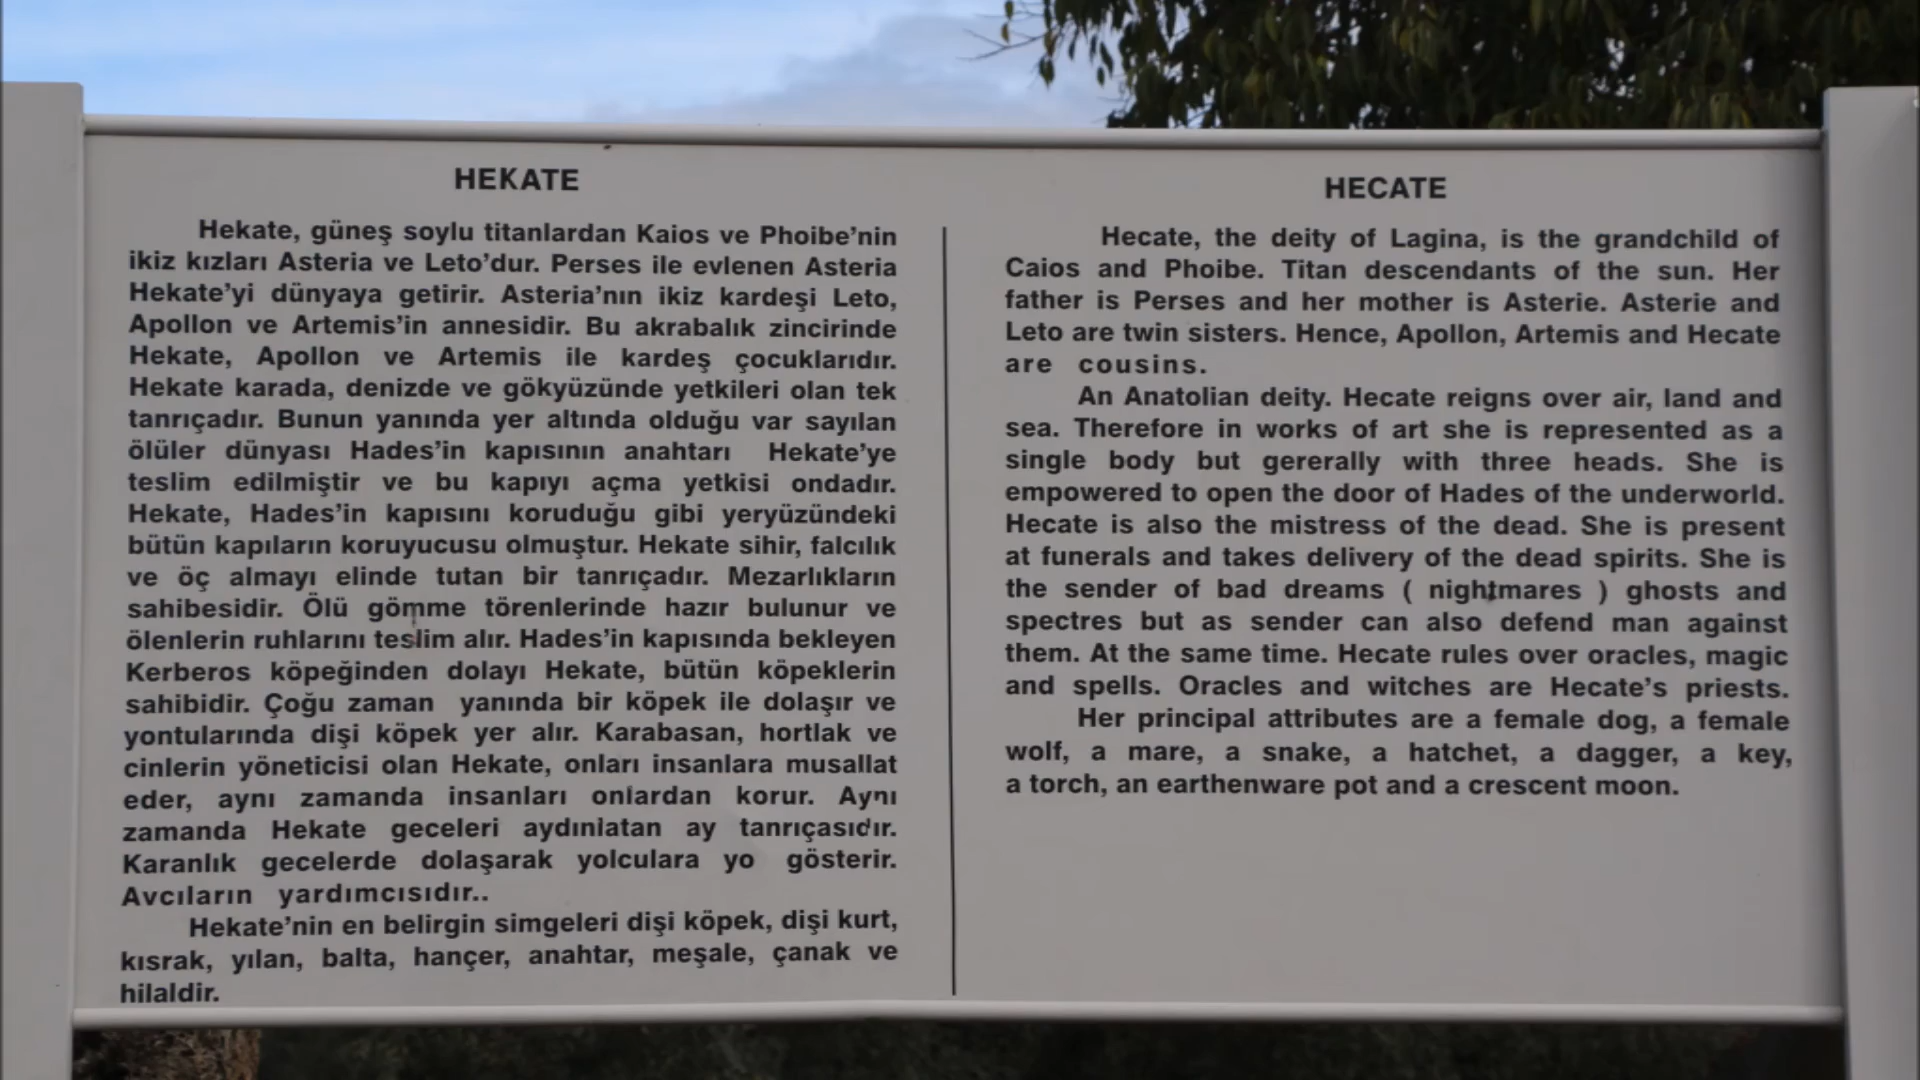 HEKATE
Hekate, güneş soylu titanlardan Kaios ve Phoibe'nin
ikiz kızları Asteria ve Leto'dur. Perses ile evlenen Asteria
Hekate'yi dünyaya getirir. Asteria'nın ikiz kardeşi Leto,
Apollon ve Artemis'in annesidir. Bu akrabalık zincirinde
Hekate, Apollon ve Artemis ile kardeş çocuklarıdır.
Hekate karada, denizde ve gökyüzünde yetkileri olan tek
tanrıçadır. Bunun yanında yer altında olduğu var sayılan
ölüler dünyası Hades'in kapısının anahtarı Hekate'ye
teslim edilmiştir ve bu kapıyı açma yetkisi ondadır.
Hekate, Hades'in kapısını koruduğu gibi yeryüzündeki
bütün kapıların koruyucusu olmuştur. Hekate sihir, falcılık
ve öç almayı elinde tutan bir tanrıçadır. Mezarlıkların
sahibesidir. Ölü gömme törenlerinde hazır bulunur ve
ölenlerin ruhlarını teslim alır. Hades'in kapısında bekleyen
Kerberos köpeğinden dolayı Hekate, bütün köpeklerin
sahibidir. Çoğu zaman yanında bir köpek ile dolaşır ve
yontularında dişi köpek yer alır. Karabasan, hortlak ve
cinlerin yöneticisi olan Hekate, onları insanlara musallat
eder, aynı zamanda insanları onlardan korur. Aynı
zamanda Hekate geceleri aydınlatan ay tanrıçasıdır.
Karanlık gecelerde dolaşarak yolculara yo gösterir.
Avcıların yardımcısıdır..
Hekate'nin en belirgin simgeleri dişi köpek, dişi kurt,
kısrak, yılan, balta, hançer, anahtar, meşale, çanak ve
hilaldir.
HECATE
Hecate, the deity of Lagina, is the grandchild of
Caios and Phoibe. Titan descendants of the sun. Her
father is Perses and her mother is Asterie. Asterie and
Leto are twin sisters. Hence, Apollon, Artemis and Hecate
are cousins.
An Anatolian deity. Hecate reigns over air, land and
sea. Therefore in works of art she is represented as a
single body but gererally with three heads. She is
empowered to open the door of Hades of the underworld.
Hecate is also the mistress of the dead. She is present
at funerals and takes delivery of the dead spirits. She is
the sender of bad dreams ( nightmares ) ghosts and
spectres but as sender can also defend man against
them. At the same time. Hecate rules over oracles, magic
and spells. Oracles and witches are Hecate's priests.
Her principal attributes are a female dog, a female
wolf, a mare, a snake, a hatchet, a dagger, a key,
a torch, an earthenware pot and a crescent moon.